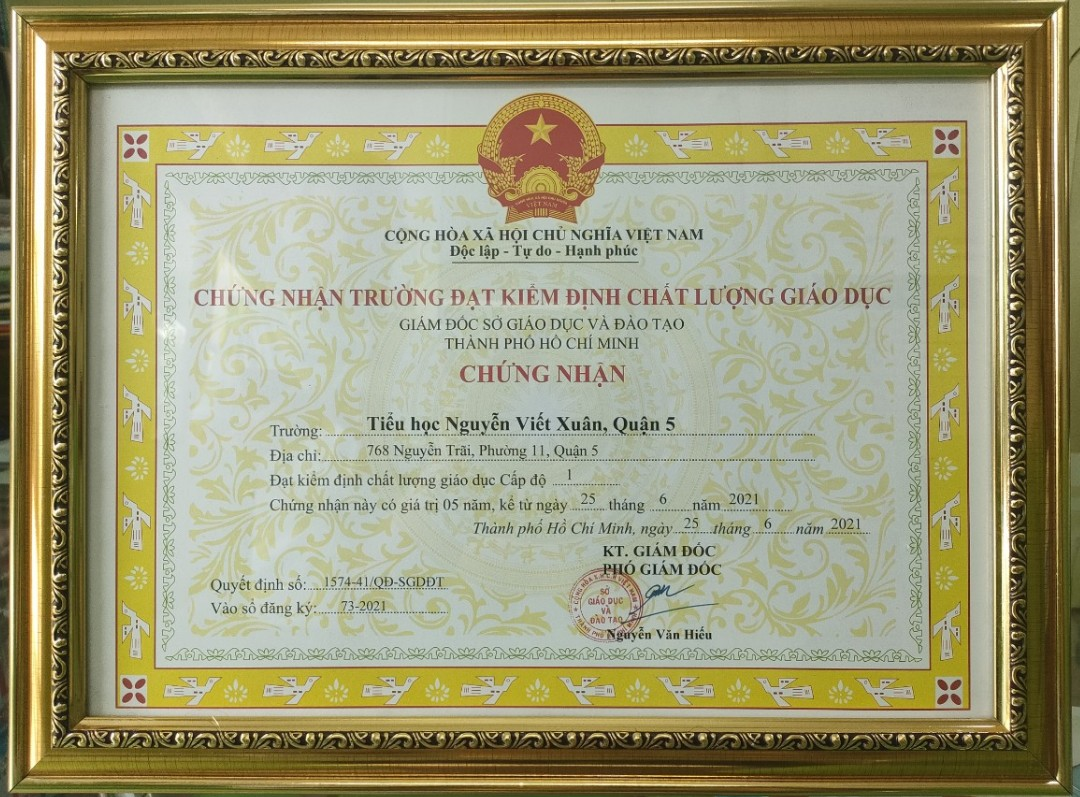 CỘNG HÒA XÃ HỘI CHỦ NGHĨA VIỆT NAM
Độc lập - Tự do - Hạnh phúc
CHỨNG NHẬN TRƯỜNG ĐẠT KIỂM ĐỊNH CHẤT LƯỢNG GIÁO DỤC
GIÁM ĐỐC SỞ GIÁO DỤC VÀ ĐÀO TẠO
THÀNH PHỐ HỒ CHÍ MINH
CHỨNG NHẬN
Trường: Tiểu học Nguyễn Viết Xuân, Quận 5
Địa chỉ: 768 Nguyễn Trãi, Phường 11, Quận 5
Đạt kiểm định chất lượng giáo dục Cấp độ 1
Chứng nhận này có giá trị 05 năm, kể từ ngày 25 tháng 6 năm 2021
Thành phố Hồ Chí Minh, ngày 25 tháng 6 năm 2021
KT. GIÁM ĐỐC
PHÓ GIÁM ĐỐC
Quyết định số: 1574-41/QĐ-SGDĐT
Vào sổ đăng ký: 73-2021
SỞ
GIÁO DỤC
VÀ
ĐÀO TẠO
Nguyễn Văn Hiếu
VIỆT NAM